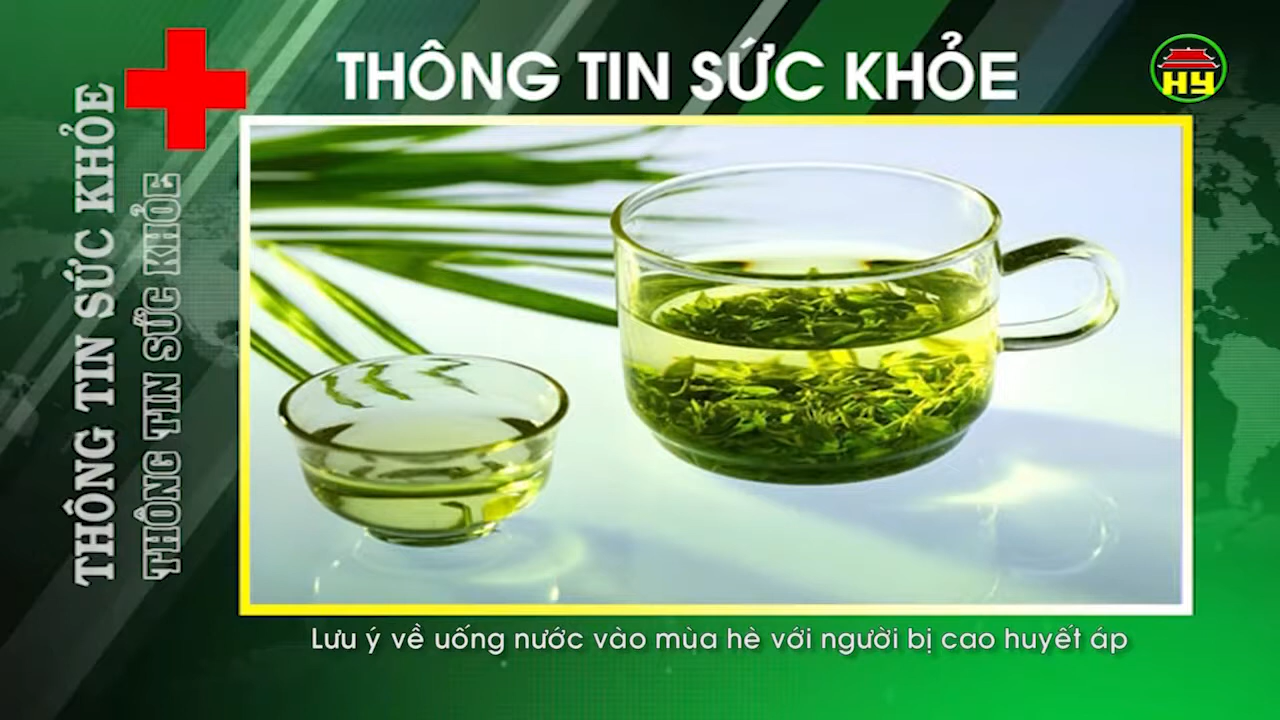 THÔNG TIN SỨC KHỎE
HY
THÔNG TIN SỨC KHỎE
THÔNG TIN SỨC KHỎE
Lưu ý về uống nước vào mùa hè với người bị cao huyết áp